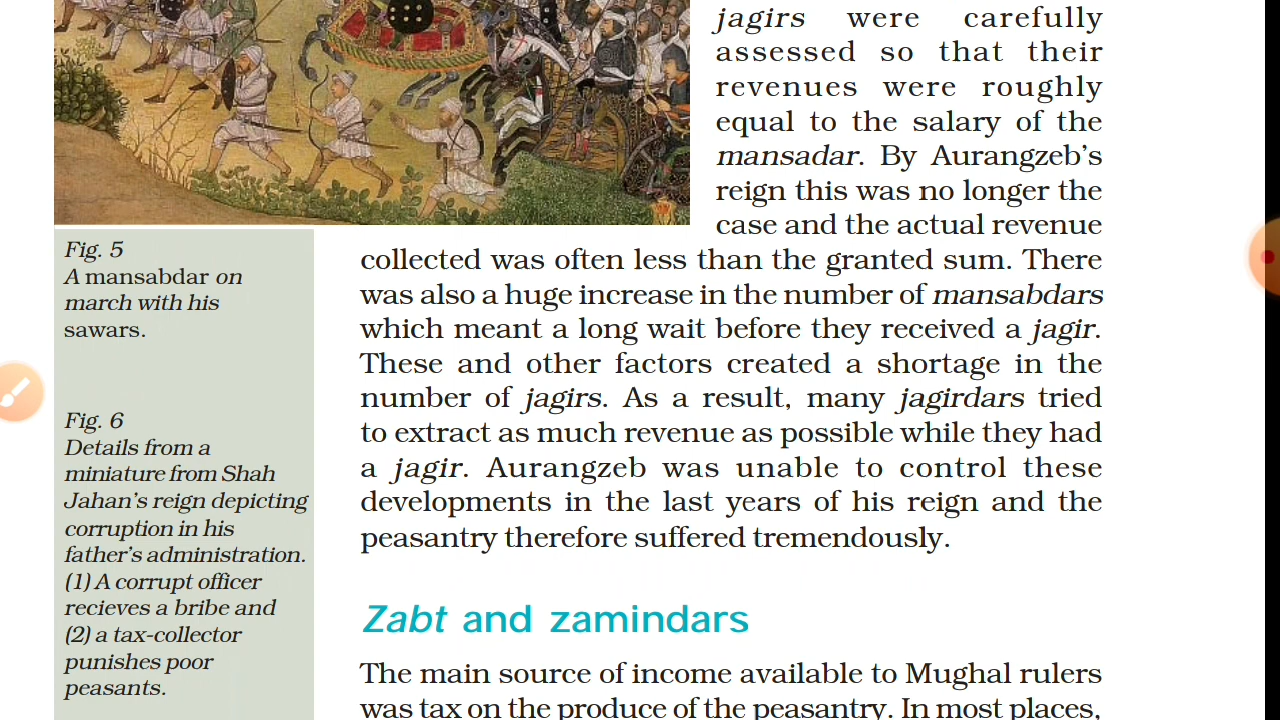 jagirs were carefully
assessed so that their
revenues were roughly
equal to the salary of the
mansadar. By Aurangzeb's
reign this was no longer the
case and the actual revenue
collected was often less than the granted sum. There
was also a huge increase in the number of mansabdars
which meant a long wait before they received a jagir.
These and other factors created a shortage in the
number of jagirs. As a result, many jagirdars tried
to extract as much revenue as possible while they had
a jagir. Aurangzeb was unable to control these
developments in the last years of his reign and the
peasantry therefore suffered tremendously.
Fig. 5
A mansabdar on
march with his
sawars.
Fig. 6
Details from a
miniature from Shah
Jahan's reign depicting
corruption in his
father's administration.
(1) A corrupt officer
recieves a bribe and
(2) a tax-collector
punishes poor
peasants.
Zabt and zamindars
The main source of income available to Mughal rulers
was tax on the produce of the peasantry. In most places,